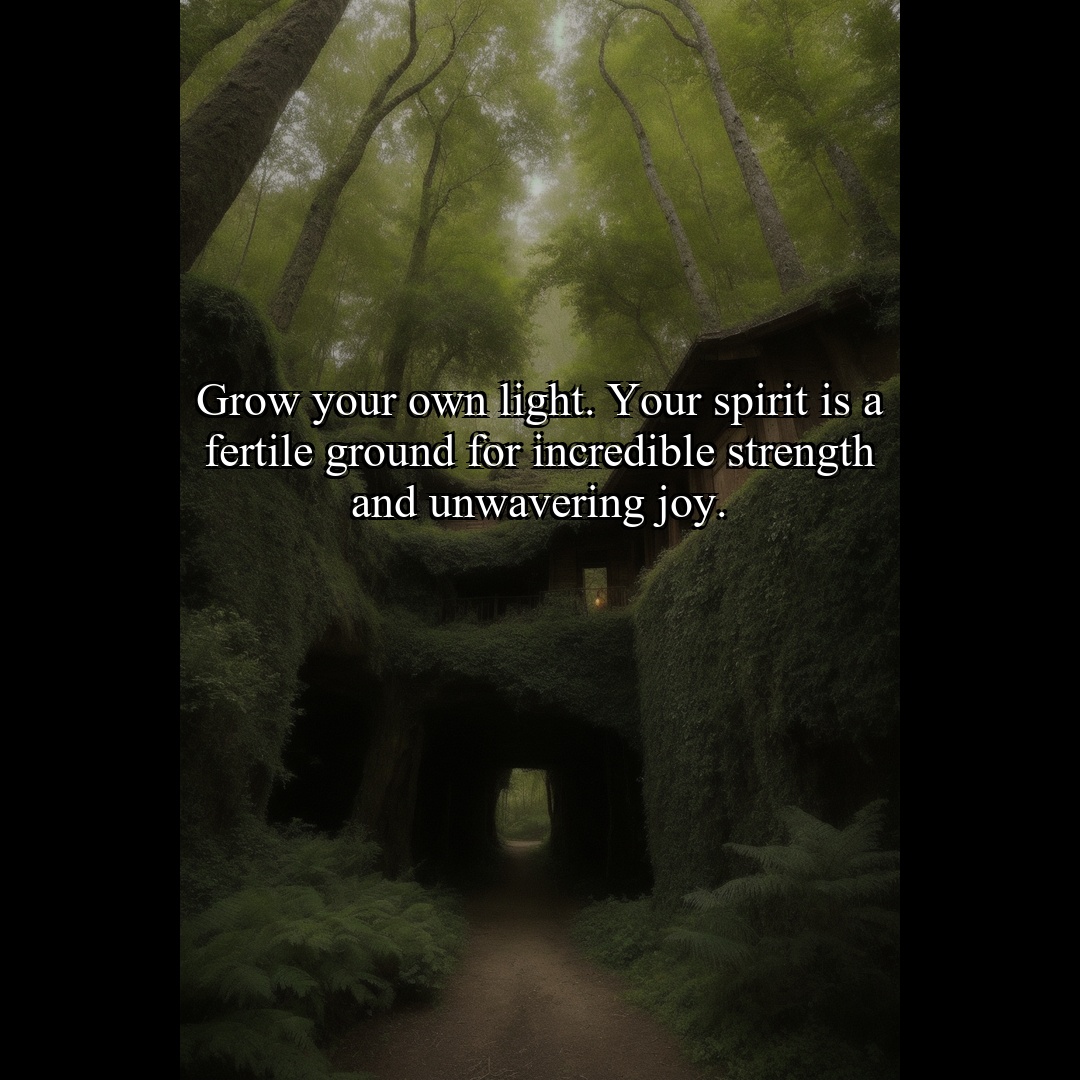 Grow your own light. Your spirit is a
fertile ground for incredible strength
and unwavering joy.